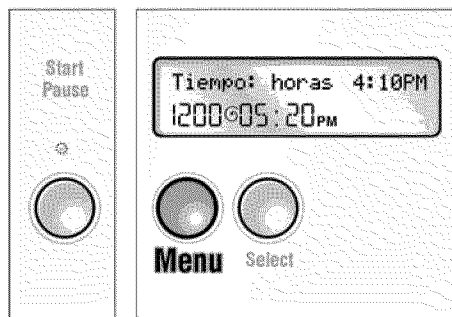 Start
Pause
Tiempo: horas 4:10PM
1200 05:20PM
Menu
Select